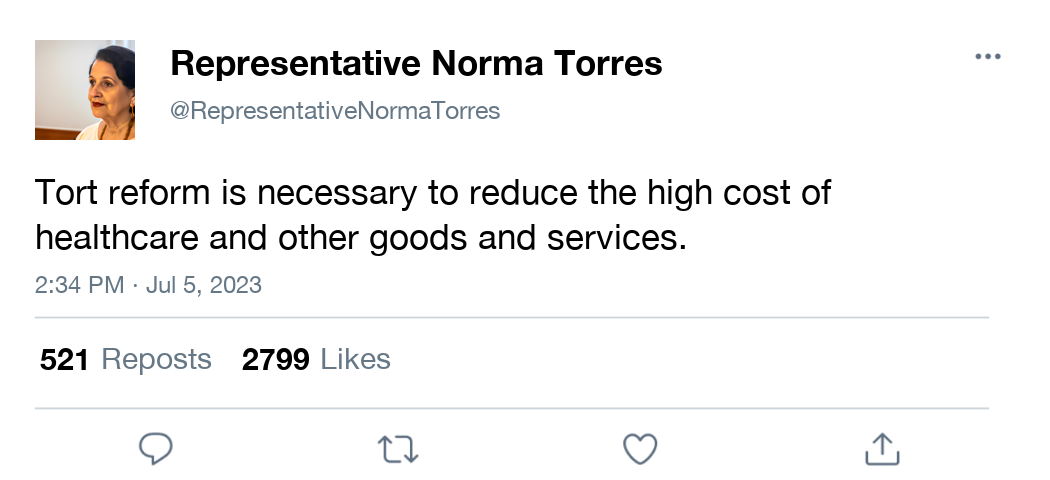 Representative Norma Torres
@RepresentativeNormaTorres
Tort reform is necessary to reduce the high cost of
healthcare and other goods and services.
2:34 PM · Jul 5, 2023
521 Reposts 2799 Likes